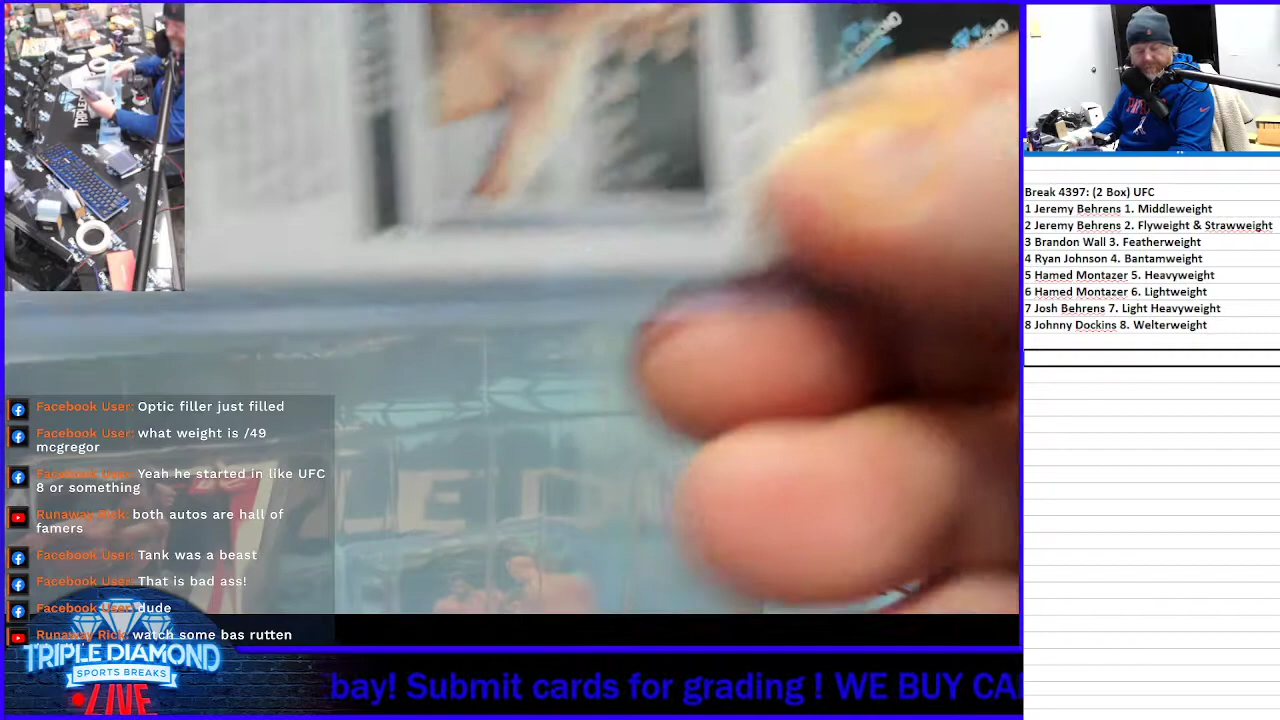 Break 4397: (2 Box) UFC
1 Jeremy Behrens 1. Middleweight
2 Jeremy Behrens 2. Flyweight & Strawweight
3 Brandon Wall 3. Featherweight
4 Ryan Johnson 4. Bantamweight
5 Hamed Montazer 5. Heavyweight
6 Hamed Montazer 6. Lightweight
7 Josh Behrens 7. Light Heavyweight
8 Johnny Dockins 8. Welterweight
Facebook User: Optic filler just filled
Facebook User: what weight is /49
mcgregor
Facebook User: Yeah he started in like UFC
8 or something
Runaway Rick: both autos are hall of
famers
Facebook User: Tank was a beast
Facebook User: That is bad ass!
Facebook User: dude
Runaway Rick: watch some bas rutten
TRIPLE DIAMOND
SPORTS BREAKS
LIVE
bay! Submit cards for grading ! WE BUY CA